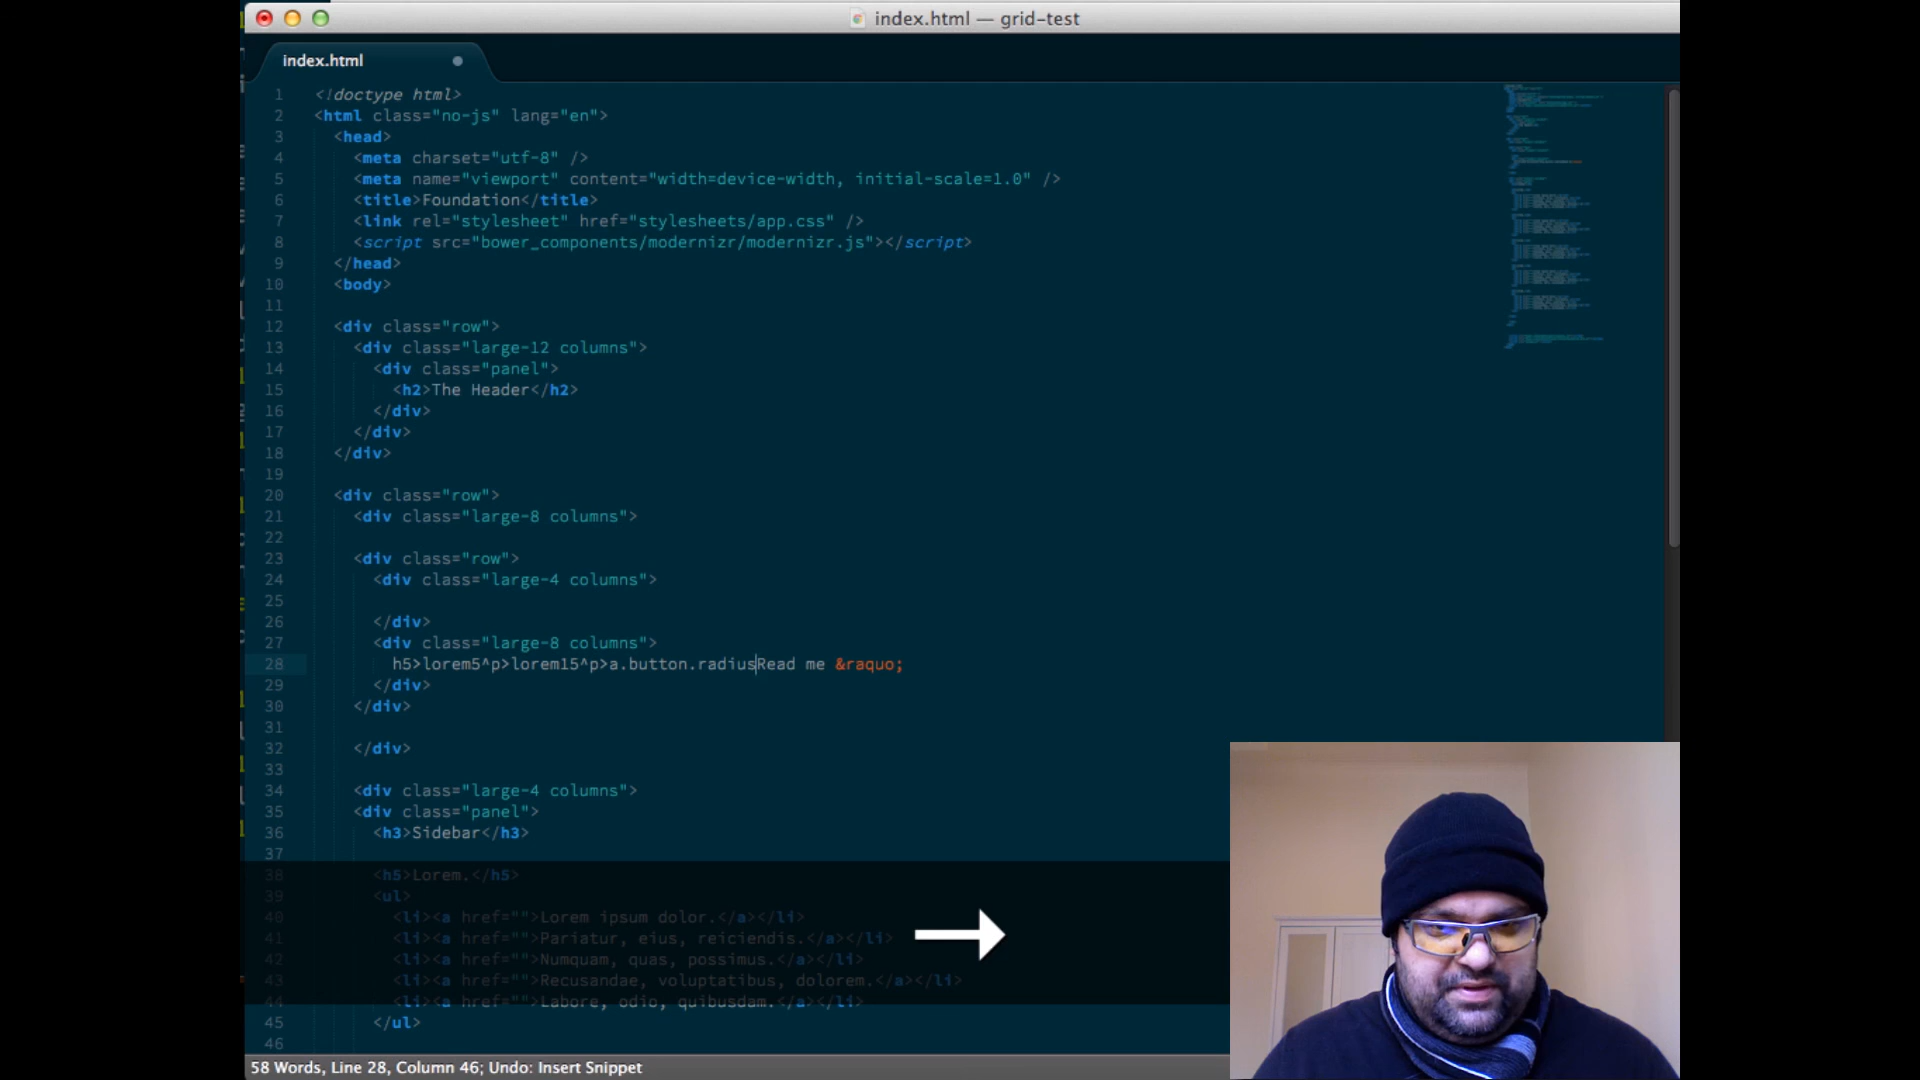 index.html — grid-test
index.html
1 <!doctype html>
2 <html class="no-js" lang="en">
3 <head>
4 <meta charset="utf-8" />
5 <meta name="viewport" content="width=device-width, initial-scale=1.0" />
6 <title>Foundation</title>
7 <link rel="stylesheet" href="stylesheets/app.css" />
8 <script src="bower_components/modernizr/modernizr.js"></script>
9 </head>
10 <body>
11
12 <div class="row">
13 <div class="large-12 columns">
14 <div class="panel">
15 <h2>The Header</h2>
16 </div>
17 </div>
18 </div>
19
20 <div class="row">
21 <div class="large-8 columns">
22
23 <div class="row">
24 <div class="large-4 columns">
25
26 </div>
27 <div class="large-8 columns">
28 h5>lorem5^p>lorem15^p>a.button.radiusRead me &raquo;
29 </div>
30 </div>
31
32 </div>
33
34 <div class="large-4 columns">
35 <div class="panel">
36 <h3>Sidebar</h3>
37
38 <h5>Lorem.</h5>
39 <ul>
40 <li><a href="">Lorem ipsum dolor.</a></li>
41 <li><a href="">Pariatur, eius, reiciendis.</a></li>
42 <li><a href="">Numquam, quas, possimus.</a></li>
43 <li><a href="">Recusandae, voluptatibus, dolorem.</a></li>
44 <li><a href="">Labore, odio, quibusdam.</a></li>
45 </ul>
46
58 Words, Line 28, Column 46; Undo: Insert Snippet